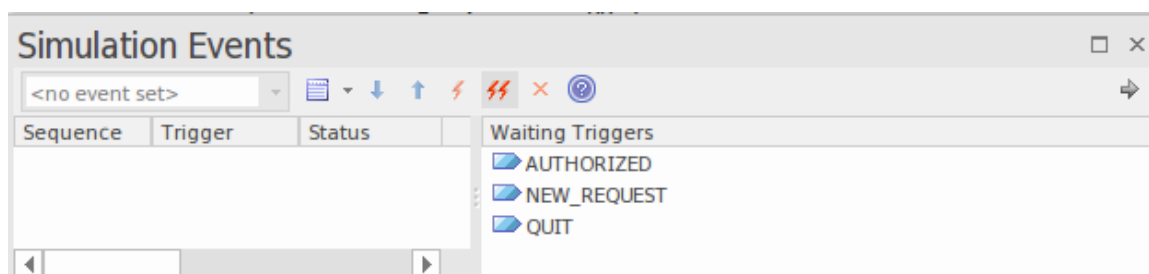 Simulation Events
<no event set>
Sequence Trigger Status Waiting Triggers
AUTHORIZED
NEW_REQUEST
QUIT